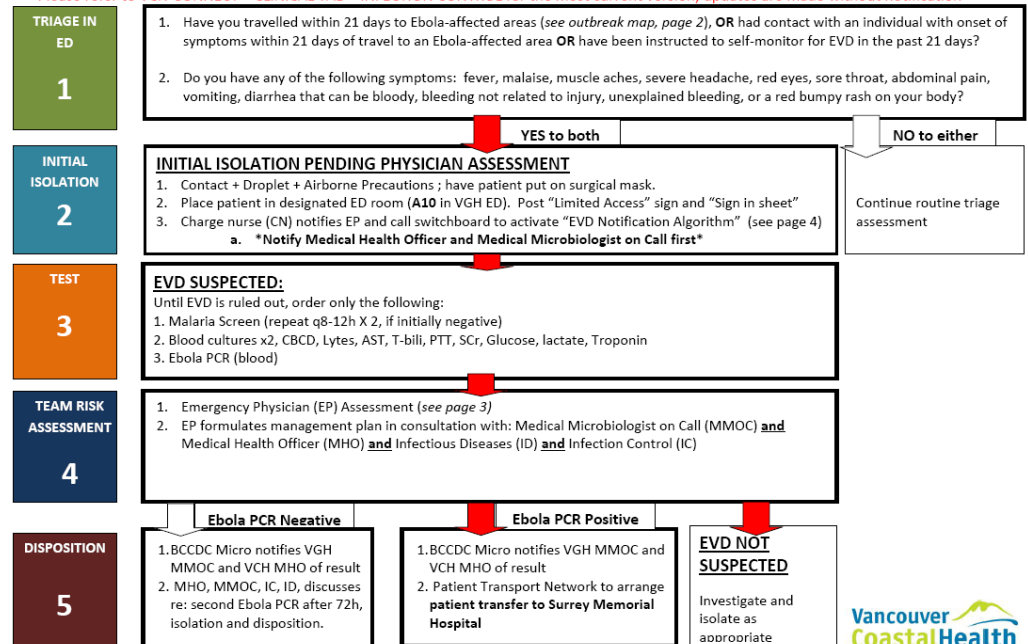 TRIAGE IN
ED
1
1. Have you travelled within 21 days to Ebola-affected areas (see outbreak map, page 2), OR had contact with an individual with onset of
symptoms within 21 days of travel to an Ebola-affected area OR have been instructed to self-monitor for EVD in the past 21 days?
2. Do you have any of the following symptoms: fever, malaise, muscle aches, severe headache, red eyes, sore throat, abdominal pain,
vomiting, diarrhea that can be bloody, bleeding not related to injury, unexplained bleeding, or a red bumpy rash on your body?
YES to both
NO to either
INITIAL
ISOLATION
2
INITIAL ISOLATION PENDING PHYSICIAN ASSESSMENT
1. Contact + Droplet + Airborne Precautions ; have patient put on surgical mask.
2. Place patient in designated ED room (A10 in VGH ED). Post “Limited Access” sign and “Sign in sheet”
3. Charge nurse (CN) notifies EP and call switchboard to activate “EVD Notification Algorithm” (see page 4)
a. *Notify Medical Health Officer and Medical Microbiologist on Call first*
Continue routine triage
assessment
TEST
3
EVD SUSPECTED:
Until EVD is ruled out, order only the following:
1. Malaria Screen (repeat q8-12h X 2, if initially negative)
2. Blood cultures x2, CBCD, Lytes, AST, T-bili, PTT, SCr, Glucose, lactate, Troponin
3. Ebola PCR (blood)
TEAM RISK
ASSESSMENT
4
1. Emergency Physician (EP) Assessment (see page 3)
2. EP formulates management plan in consultation with: Medical Microbiologist on Call (MMOC) and
Medical Health Officer (MHO) and Infectious Diseases (ID) and Infection Control (IC)
Ebola PCR Negative
Ebola PCR Positive
DISPOSITION
5
1.BCCDC Micro notifies VGH
MMOC and VCH MHO of result
2. MHO, MMOC, IC, ID, discusses
re: second Ebola PCR after 72h,
isolation and disposition.
1.BCCDC Micro notifies VGH MMOC and
VCH MHO of result
2. Patient Transport Network to arrange
patient transfer to Surrey Memorial
Hospital
EVD NOT
SUSPECTED
Investigate and
isolate as
appropriate
Vancouver
CoastalHealth